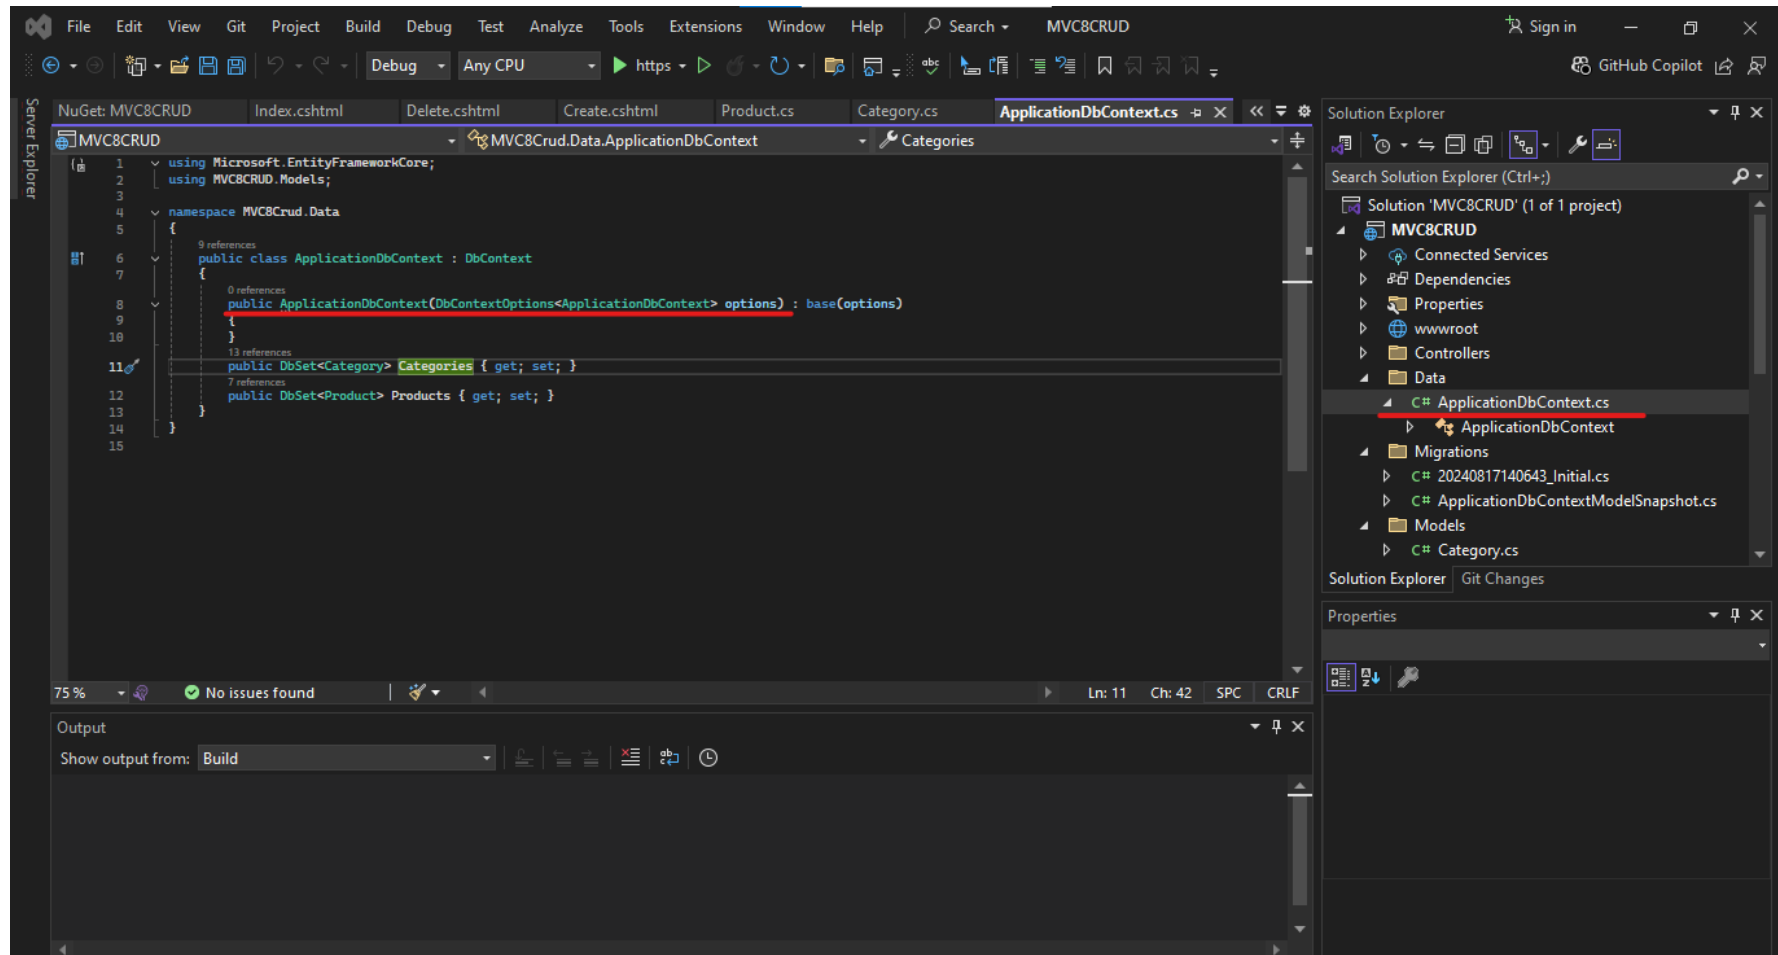 File Edit View Git Project Build Debug Test Analyze Tools Extensions Window Help Search MVC8CRUD Sign in
Debug Any CPU https GitHub Copilot
Server Explorer
NuGet: MVC8CRUD Index.cshtml Delete.cshtml Create.cshtml Product.cs Category.cs ApplicationDbContext.cs
MVC8CRUD MVC8Crud.Data.ApplicationDbContext Categories
1 using Microsoft.EntityFrameworkCore;
2 using MVC8CRUD.Models;
3
4 namespace MVC8Crud.Data
5 {
9 references
6 public class ApplicationDbContext : DbContext
7 {
0 references
8 public ApplicationDbContext(DbContextOptions<ApplicationDbContext> options) : base(options)
9 {
10 }
13 references
11 public DbSet<Category> Categories { get; set; }
7 references
12 public DbSet<Product> Products { get; set; }
13 }
14 }
15
75 % No issues found Ln: 11 Ch: 42 SPC CRLF
Output
Show output from: Build
Solution Explorer
Search Solution Explorer (Ctrl+;)
Solution 'MVC8CRUD' (1 of 1 project)
MVC8CRUD
Connected Services
Dependencies
Properties
wwwroot
Controllers
Data
C# ApplicationDbContext.cs
ApplicationDbContext
Migrations
C# 20240817140643_Initial.cs
C# ApplicationDbContextModelSnapshot.cs
Models
C# Category.cs
Solution Explorer Git Changes
Properties